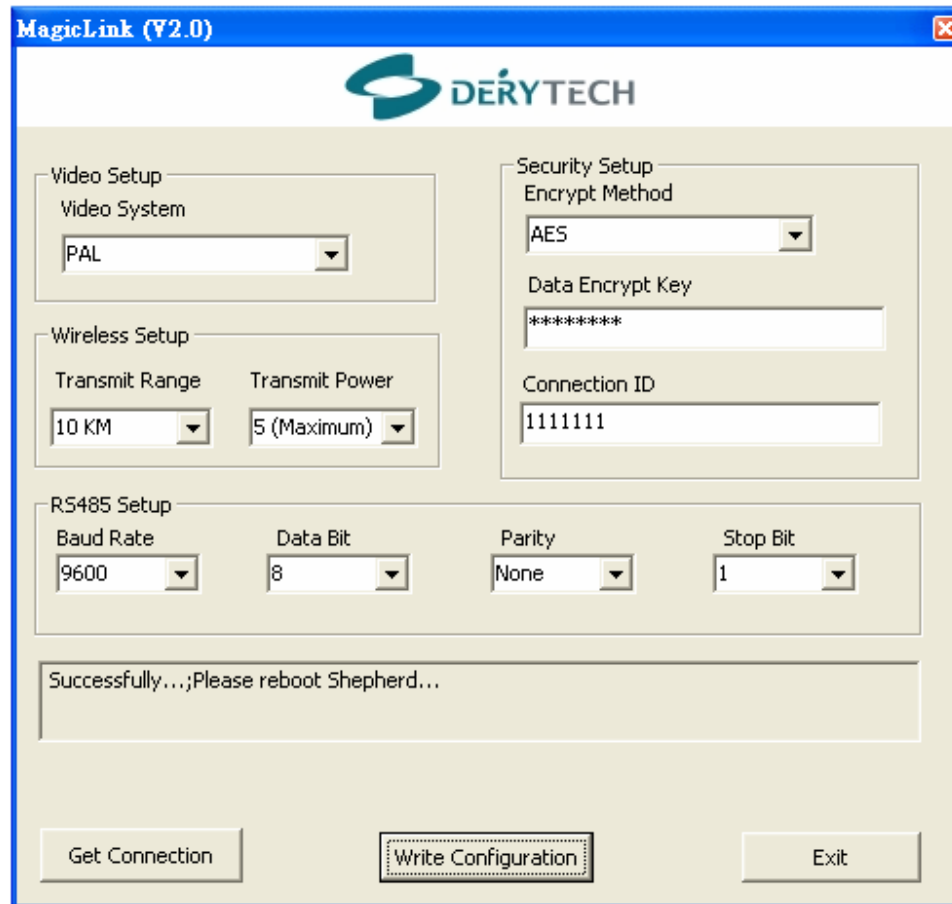 MagicLink (V2.0)
DERYTECH
Video Setup
Video System
PAL
Security Setup
Encrypt Method
AES
Data Encrypt Key
********
Connection ID
1111111
Wireless Setup
Transmit Range Transmit Power
10 KM 5 (Maximum)
RS485 Setup
Baud Rate Data Bit Parity Stop Bit
9600 8 None 1
Successfully...;Please reboot Shepherd...
Get Connection Write Configuration Exit